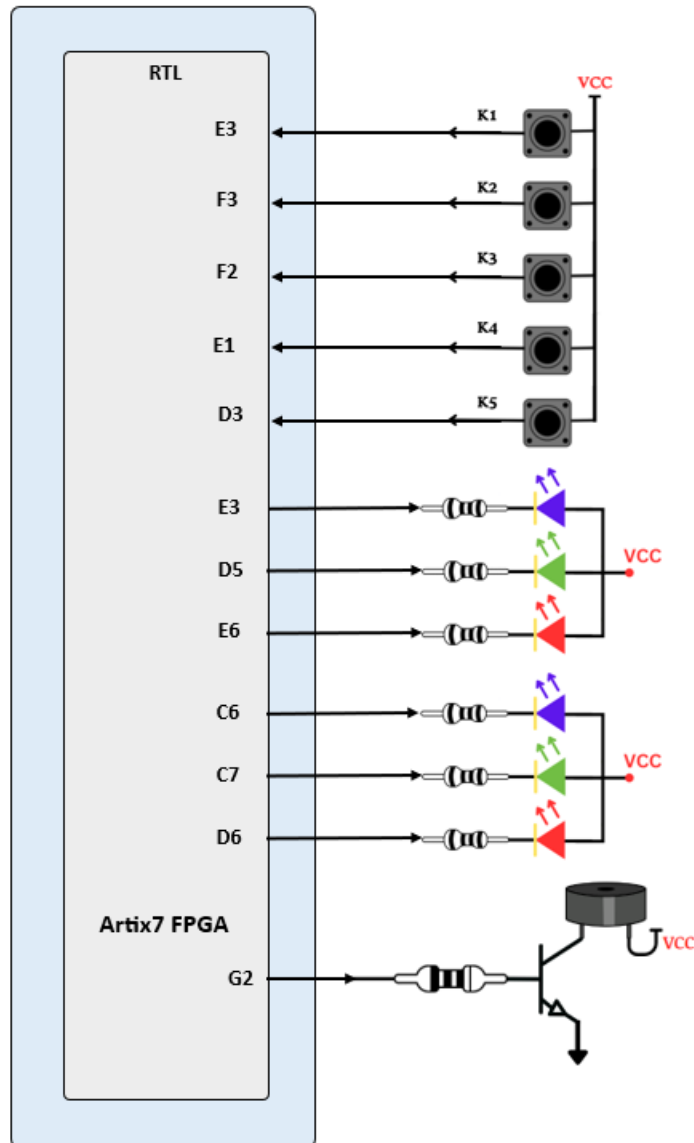 RTL
VCC
E3
K1
F3
K2
F2
K3
E1
K4
D3
K5
E3
D5
VCC
E6
C6
C7
VCC
D6
Artix7 FPGA
VCC
G2